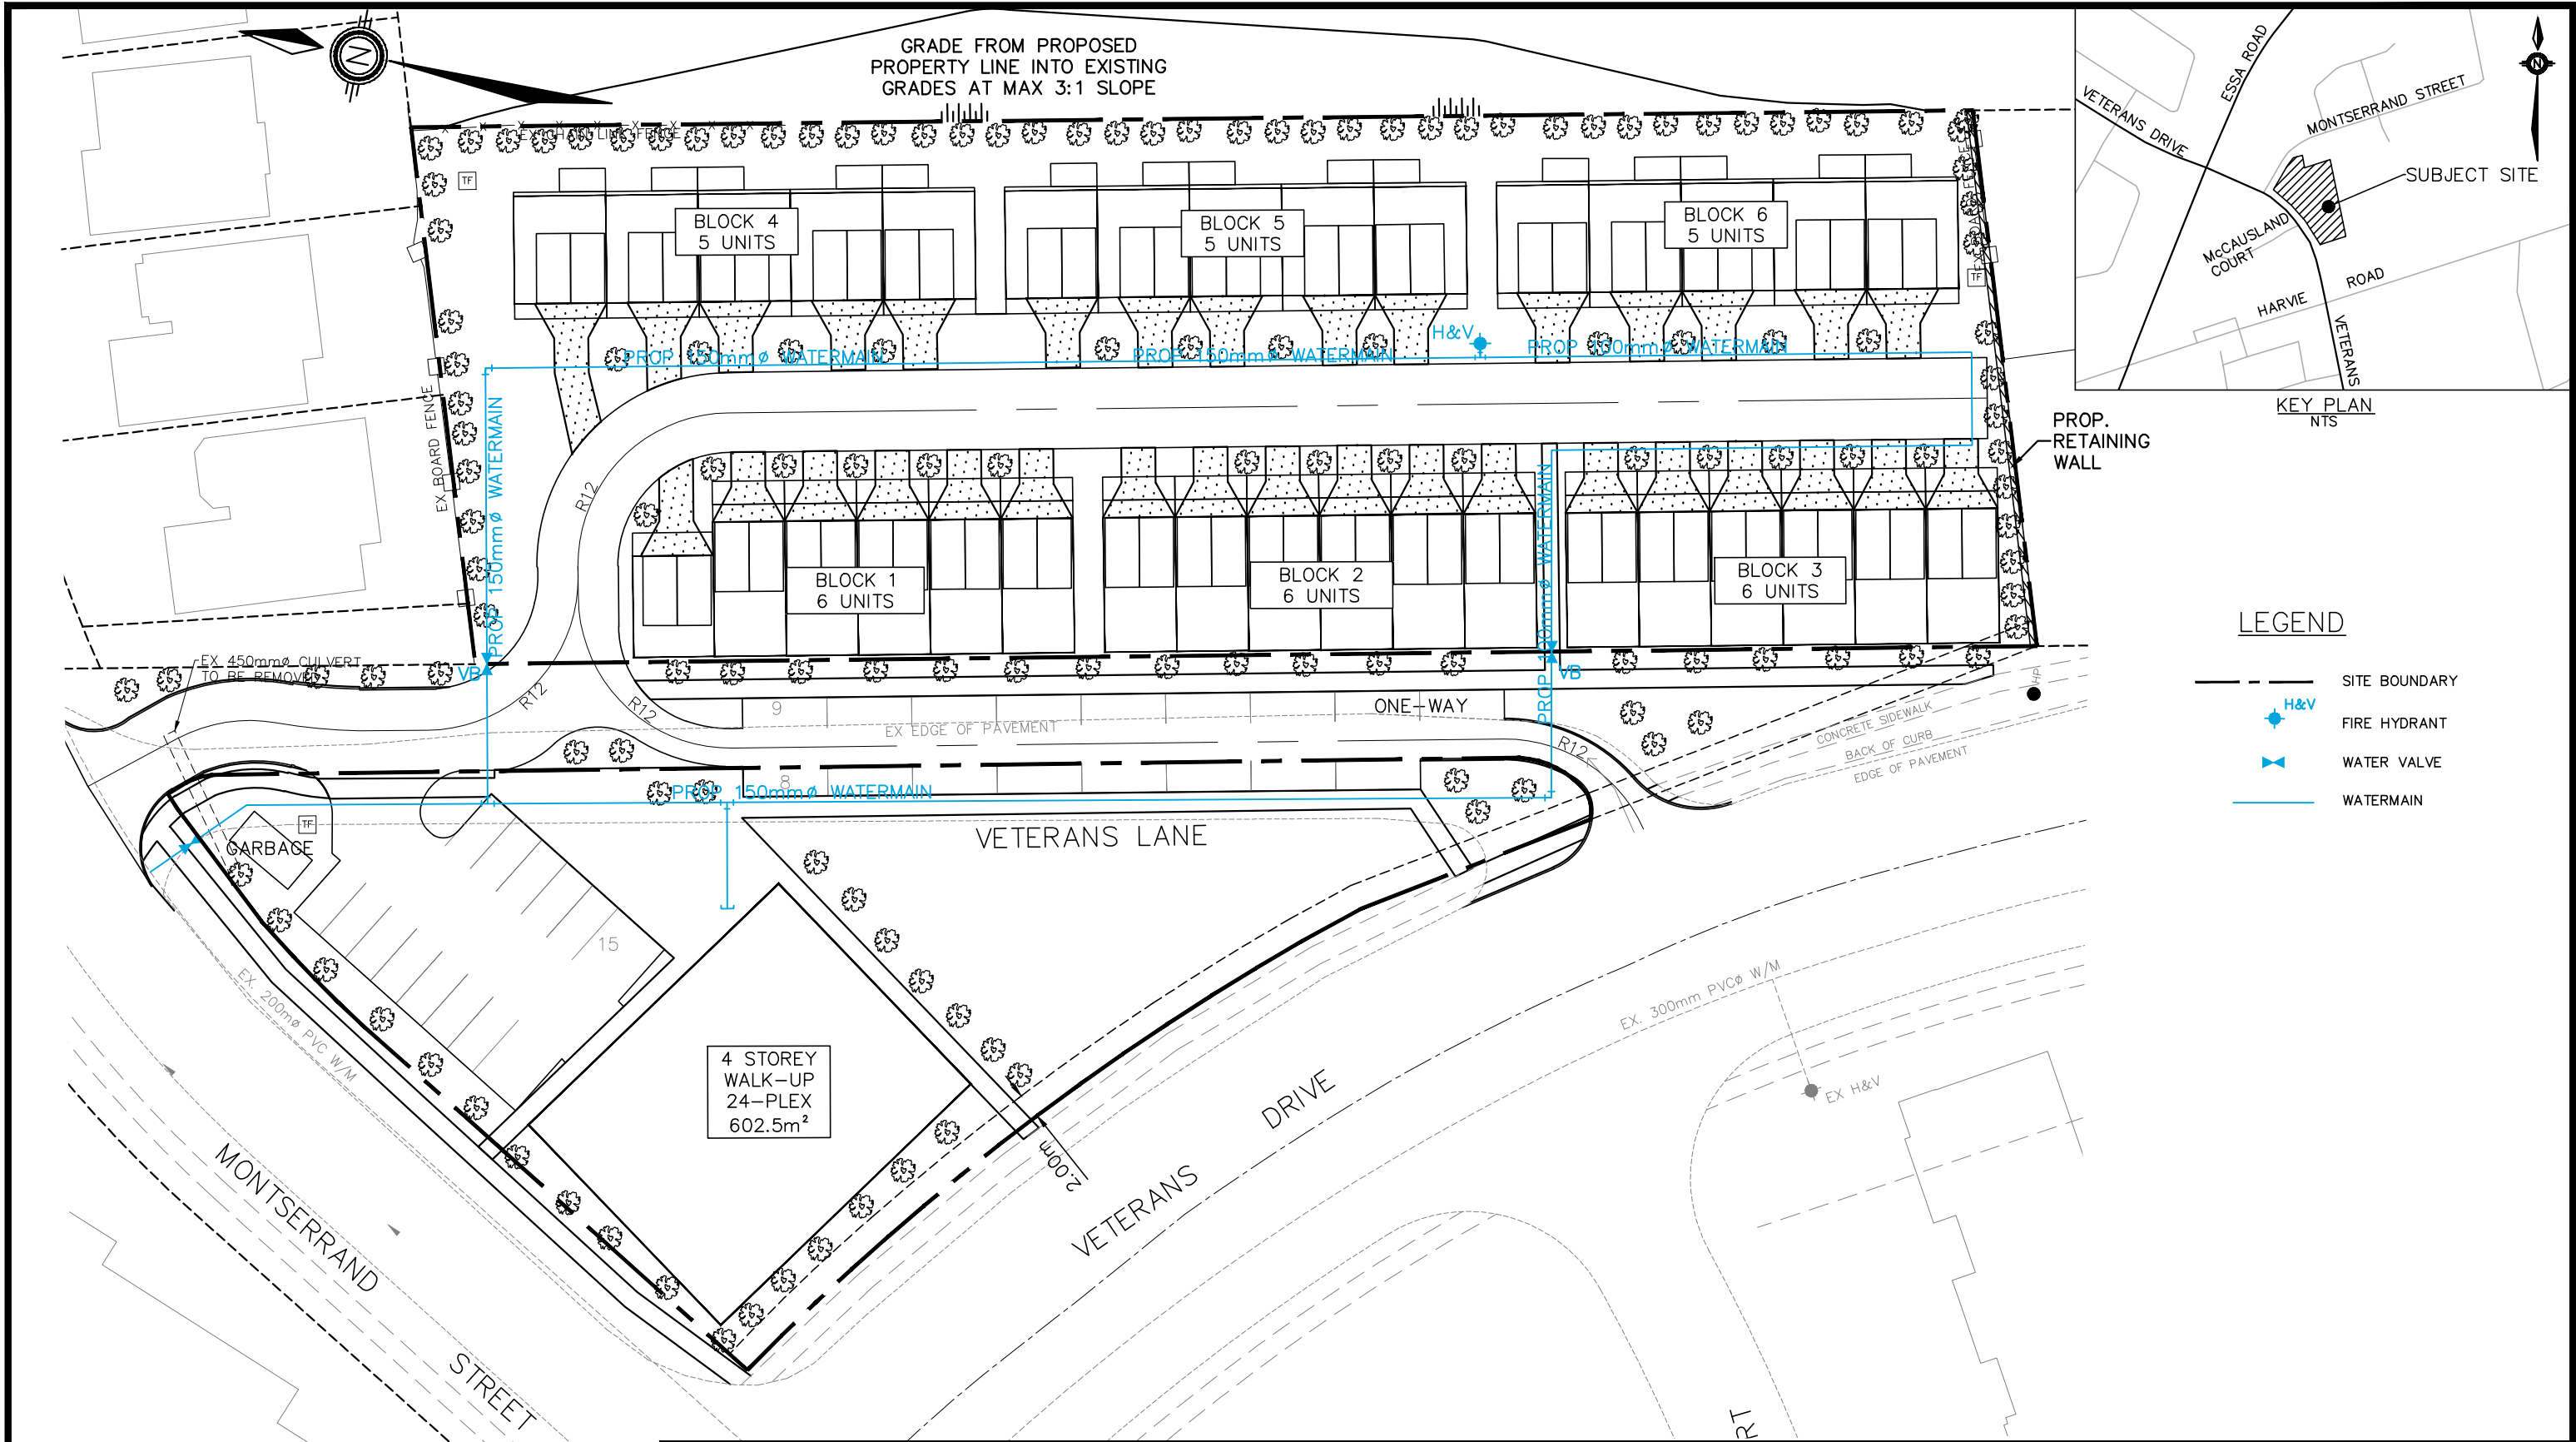 N
GRADE FROM PROPOSED
PROPERTY LINE INTO EXISTING
GRADES AT MAX 3:1 SLOPE
EX CHAIN LINK FENCE
TF
BLOCK 4
5 UNITS
BLOCK 5
5 UNITS
BLOCK 6
5 UNITS
TF
H&V
PROP 150mmø WATERMAIN
PROP 150mmø WATERMAIN
PROP 100mmø WATERMAIN
EX BOARD FENCE
PROP 150mmø WATERMAIN
R12
PROP.
RETAINING
WALL
BLOCK 1
6 UNITS
BLOCK 2
6 UNITS
BLOCK 3
6 UNITS
PROP WATERMAIN
EX 450mmø CULVERT
TO BE REMOVED
VB
VB
R12
R12
9
ONE-WAY
EX EDGE OF PAVEMENT
R12
HP
CONCRETE SIDEWALK
BACK OF CURB
EDGE OF PAVEMENT
8
PROP 150mmø WATERMAIN
TF
GARBAGE
VETERANS LANE
15
EX. 200mø PVC W/M
4 STOREY
WALK-UP
24-PLEX
602.5m²
2.00m
EX. 300mm PVCø W/M
EX H&V
VETERANS DRIVE
MONTSERRAND STREET
RT
ESSA ROAD
VETERANS DRIVE
MONTSERRAND STREET
N
SUBJECT SITE
McCAUSLAND
COURT
HARVIE ROAD
VETERANS
KEY PLAN
NTS
LEGEND
SITE BOUNDARY
H&V
FIRE HYDRANT
WATER VALVE
WATERMAIN